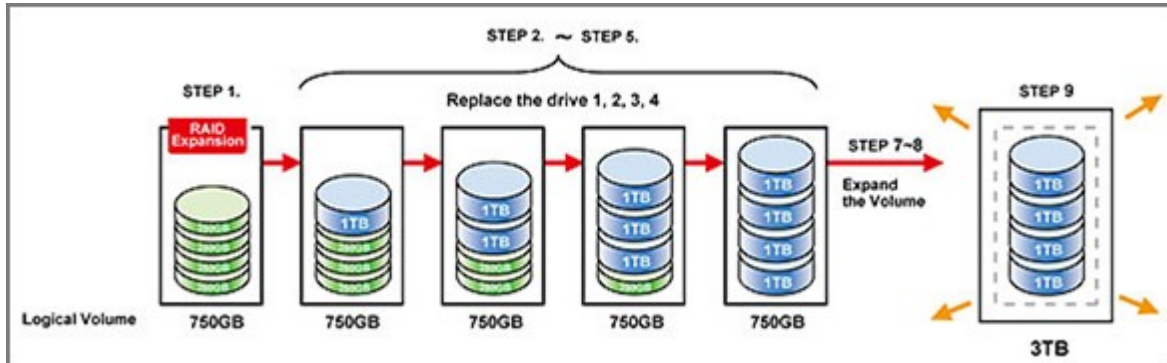 STEP 2. ~ STEP 5.
STEP 1.
Replace the drive 1, 2, 3, 4
STEP 9
RAID
Expansion
STEP 7~8
Expand
the Volume
1TB
1TB
1TB
1TB
1TB
1TB
1TB
1TB
1TB
1TB
1TB
1TB
1TB
1TB
Logical Volume
750GB
750GB
750GB
750GB
750GB
3TB